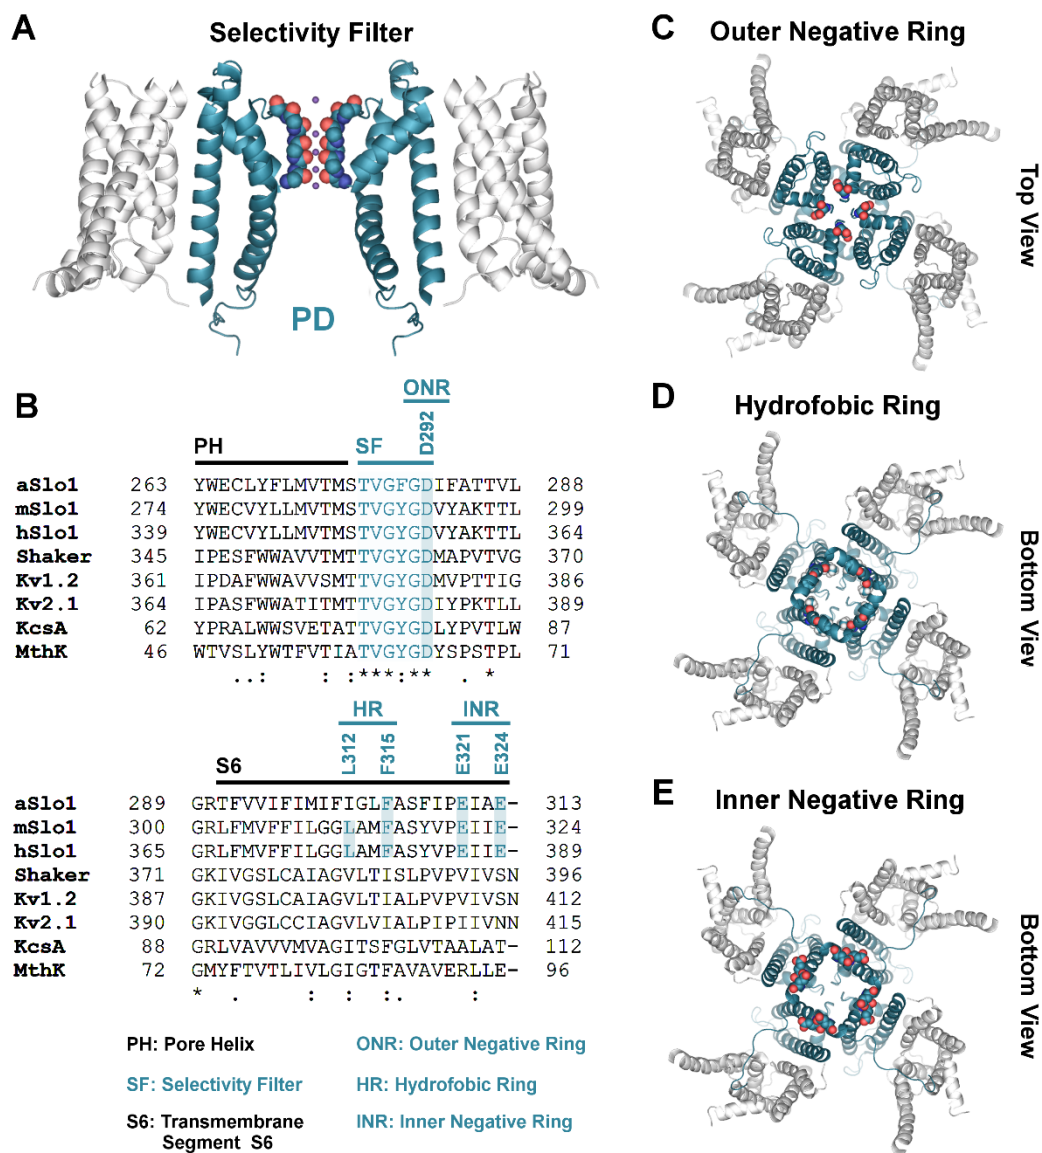 A
Selectivity Filter
PD
B
ONR
PH
SF
D292
aSlo1 263 YWECLYFLMVTMSTVGFGDIFATTVL 288
mSlo1 274 YWECVYLLMVTMSTVGYGDVYAKTTL 299
hSlo1 339 YWECVYLLMVTMSTVGYGDVYAKTTL 364
Shaker 345 IPESFWWAVVTMTTVGYGDMAPVTVG 370
Kv1.2 361 IPDAFWWAVVSMTTVGYGDMVPTTIG 386
Kv2.1 364 IPASFWWATITMTTVGYGDIYPKTLL 389
KcsA 62 YPRALWWSVETATTVGYGDLYPVTLW 87
MthK 46 WTVSLYWTFVTIATVGYGDYSPSTPL 71
..: : :***:** . *
HR
INR
S6
L312
F315
E321
E324
aSlo1 289 GRTFVVIFIMIFIGLFASFIPEIAE- 313
mSlo1 300 GRLFMVFFILGGLAMFASYVPEIIE- 324
hSlo1 365 GRLFMVFFILGGLAMFASYVPEIIE- 389
Shaker 371 GKIVGSLCAIAGVLTISLPVPVIVSN 396
Kv1.2 387 GKIVGSLCAIAGVLTIALPVPVIVSN 412
Kv2.1 390 GKIVGGLCCIAGVLVIALPIPIIVNN 415
KcsA 88 GRLVAVVVMVAGITSFGLVTAALAT- 112
MthK 72 GMYFTVTLIVLGIGTFAVAVERLLE- 96
* . : : :. :
PH: Pore Helix
SF: Selectivity Filter
S6: Transmembrane
Segment S6
ONR: Outer Negative Ring
HR: Hydrofobic Ring
INR: Inner Negative Ring
C
Outer Negative Ring
Top View
D
Hydrofobic Ring
Bottom Viev
E
Inner Negative Ring
Bottom View